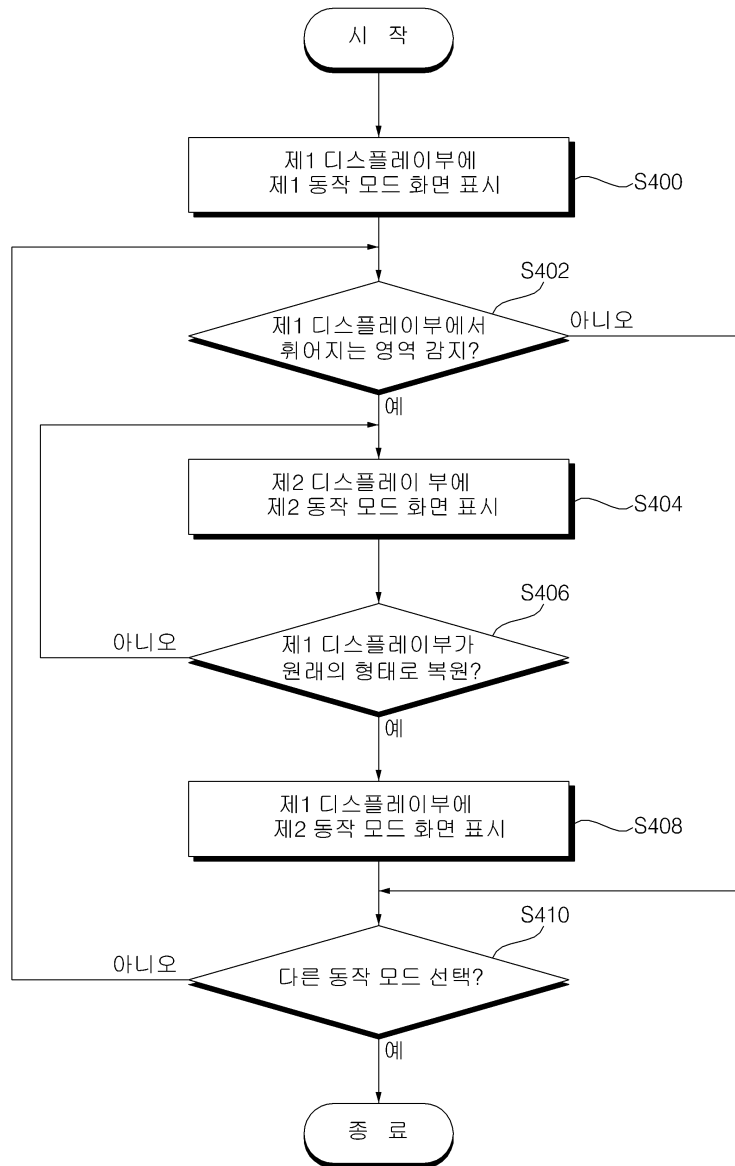 시 작
제1 디스플레이부에
제1 동작 모드 화면 표시
S400
S402
제1 디스플레이부에서
휘어지는 영역 감지?
아니오
예
제2 디스플레이 부에
제2 동작 모드 화면 표시
S404
S406
아니오
제1 디스플레이부가
원래의 형태로 복원?
예
제1 디스플레이부에
제2 동작 모드 화면 표시
S408
S410
아니오
다른 동작 모드 선택?
예
종 료